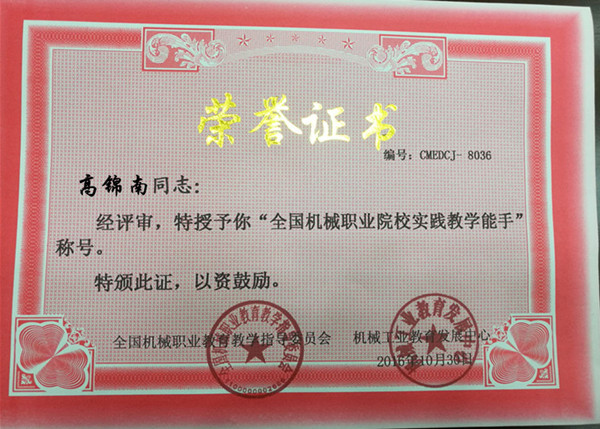 荣誉证书
编号：CMEDCJ- 8036
高锦南同志：
经评审，特授予你“全国机械职业院校实践教学能手”
称号。
特颁此证，以资鼓励。
全国机械职业教育教学指导委员会 机械工业教育发展中心
2015年10月30日